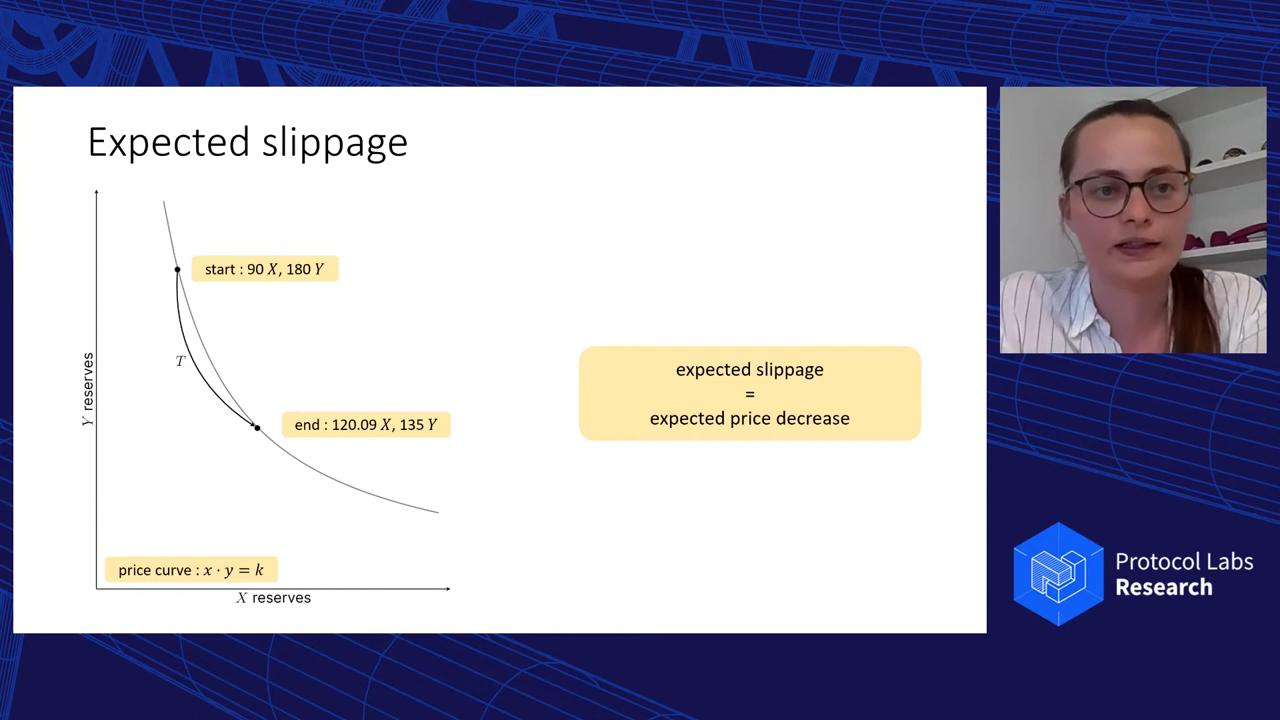 Expected slippage
start : 90 X, 180 Y
T
Y reserves
end : 120.09 X, 135 Y
price curve : x · y = k
X reserves
expected slippage
=
expected price decrease
Protocol Labs
Research